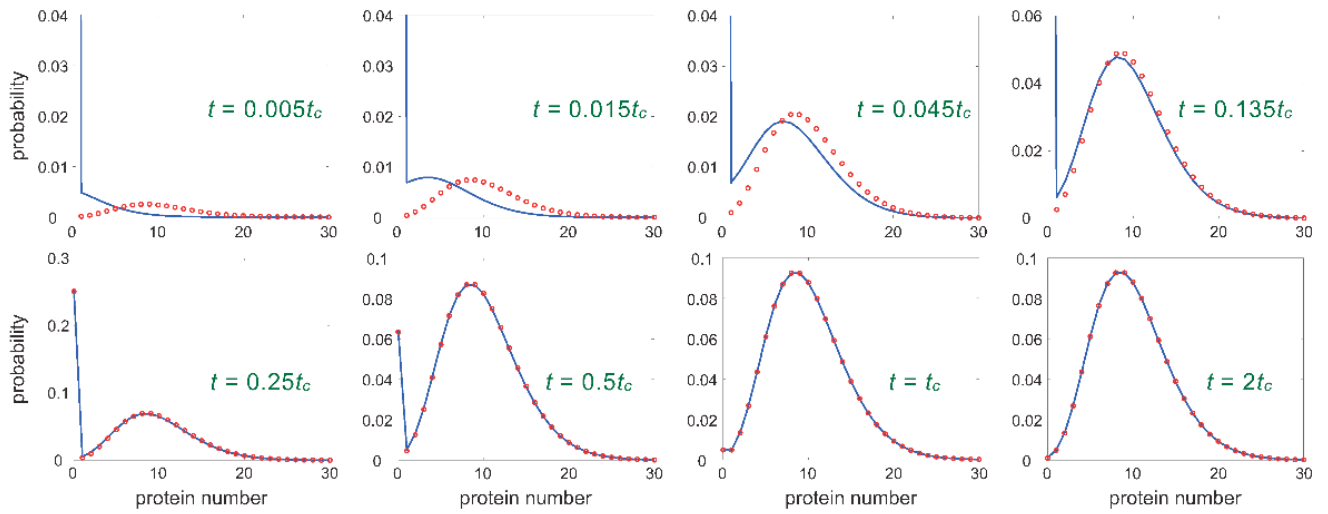 0.04 0.04 0.04 0.06
0.03 0.03 0.03
0.04
0.02 t = 0.005tc 0.02 t = 0.015tc 0.02 t = 0.045tc t = 0.135tc
0.02
0.01 0.01 0.01
0 0 0 0
0 10 20 30 0 10 20 30 0 10 20 30 0 10 20 30
probability
0.3 0.1 0.1 0.1
0.08 0.08 0.08
0.2
0.06 0.06 0.06
t = 0.25tc t = 0.5tc t = tc t = 2tc
0.04 0.04 0.04
0.1
0.02 0.02 0.02
0 0 0 0
0 10 20 30 0 10 20 30 0 10 20 30 0 10 20 30
probability
protein number protein number protein number protein number